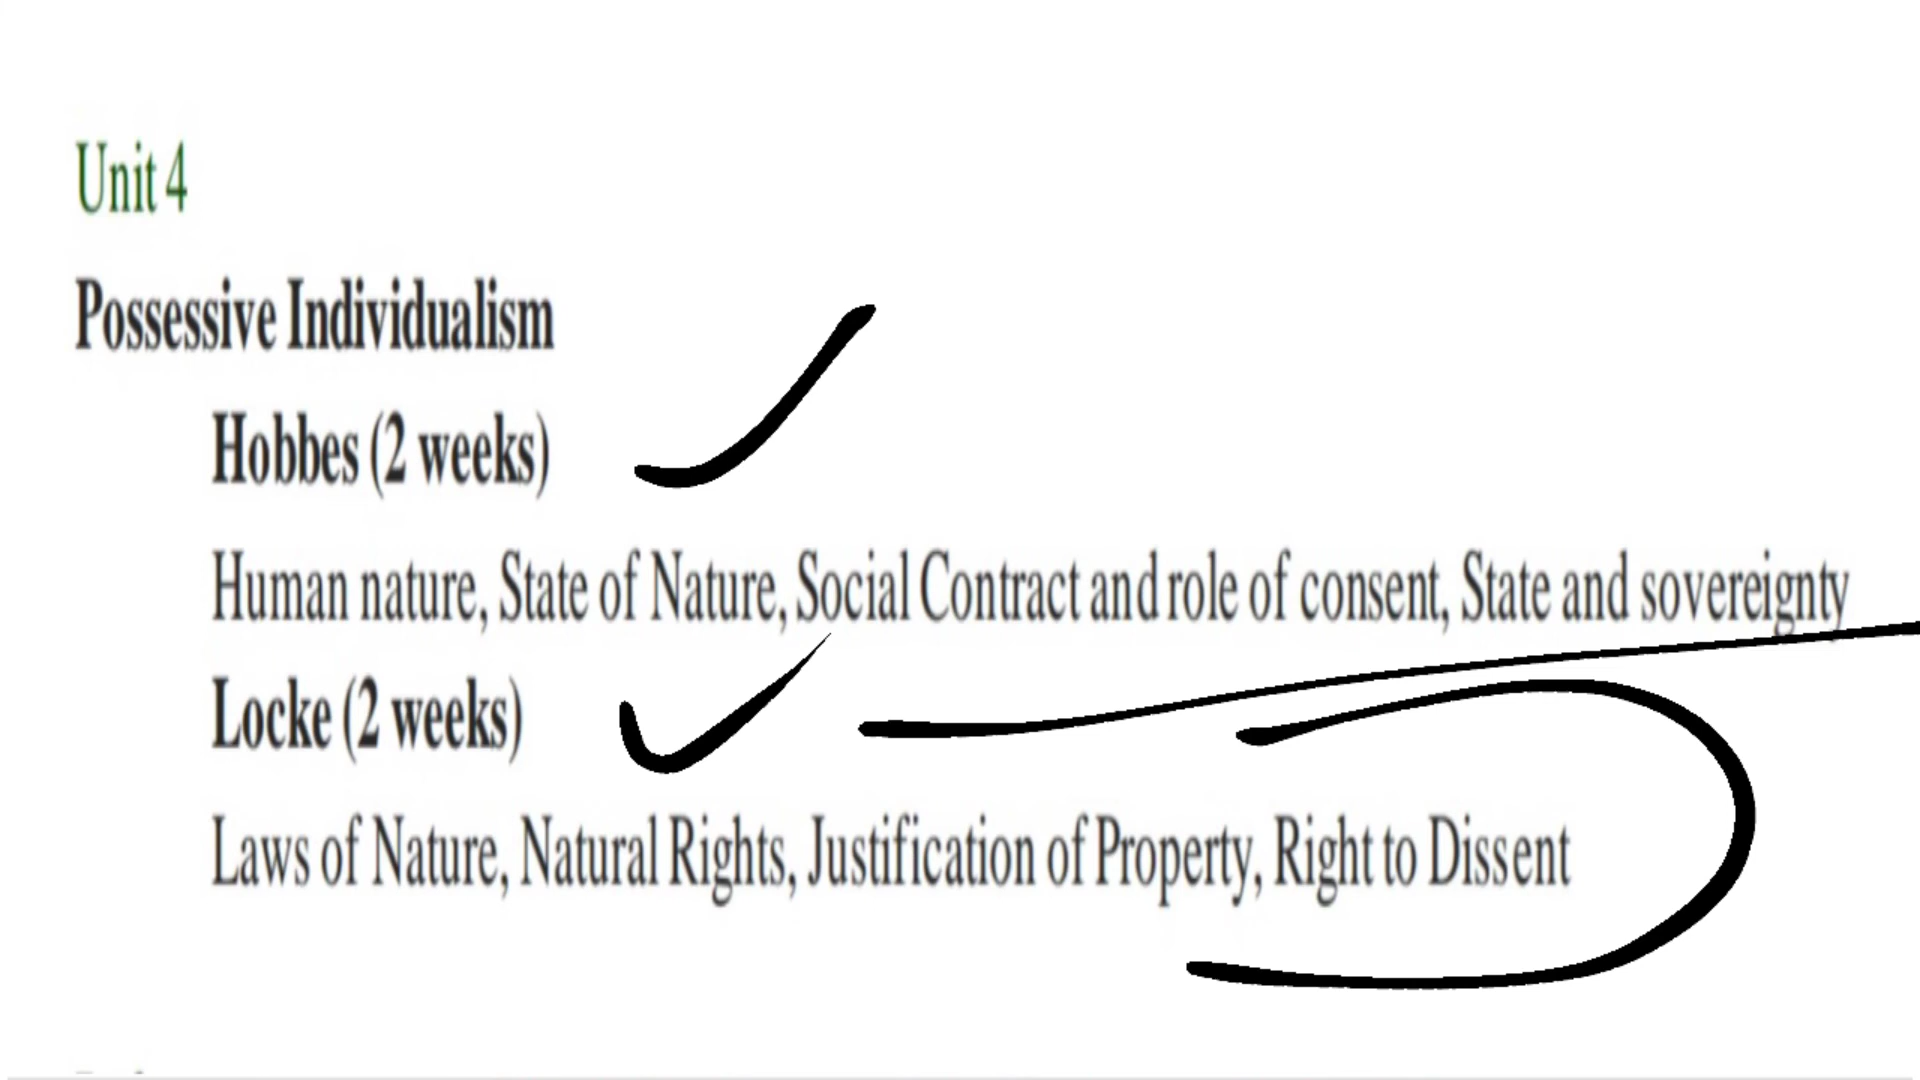 Unit 4
Possessive Individualism
Hobbes (2 weeks)
Human nature, State of Nature, Social Contract and role of consent, State and sovereignty
Locke (2 weeks)
Laws of Nature, Natural Rights, Justification of Property, Right to Dissent